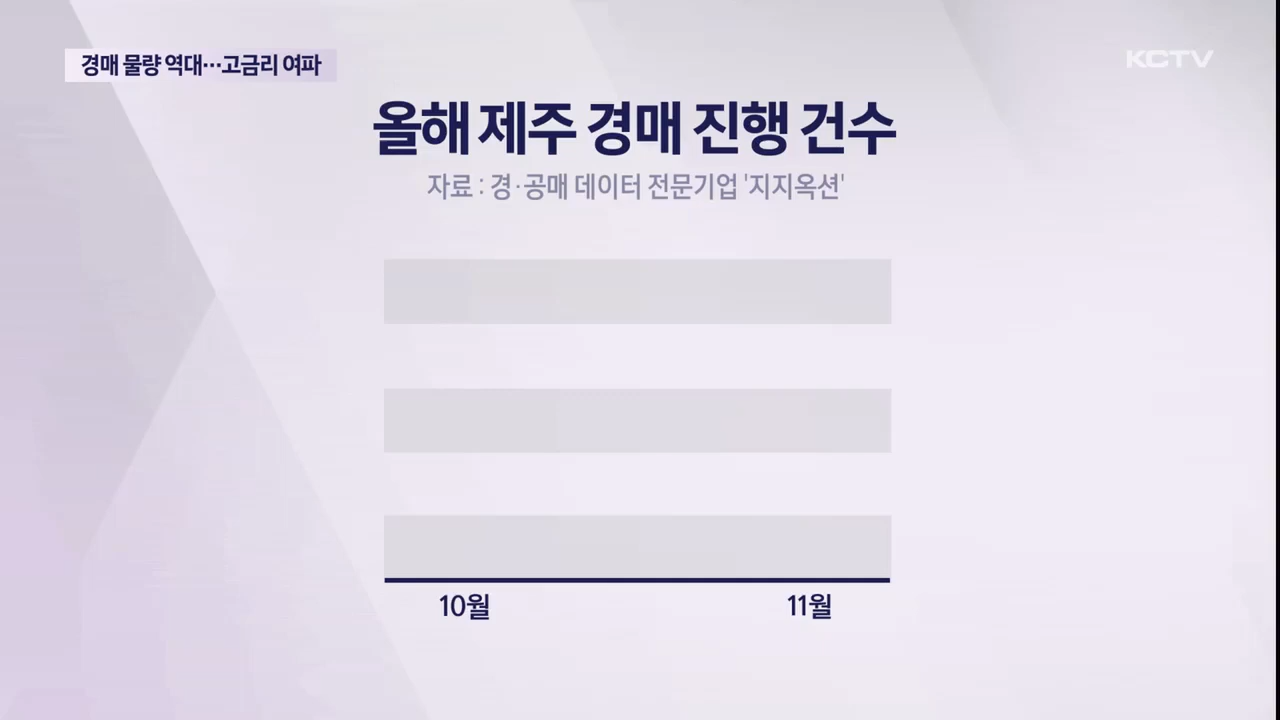 경매 물량 역대…고금리 여파
KCTV
올해 제주 경매 진행 건수
자료 : 경·공매 데이터 전문기업 '지지옥션'
10월
11월